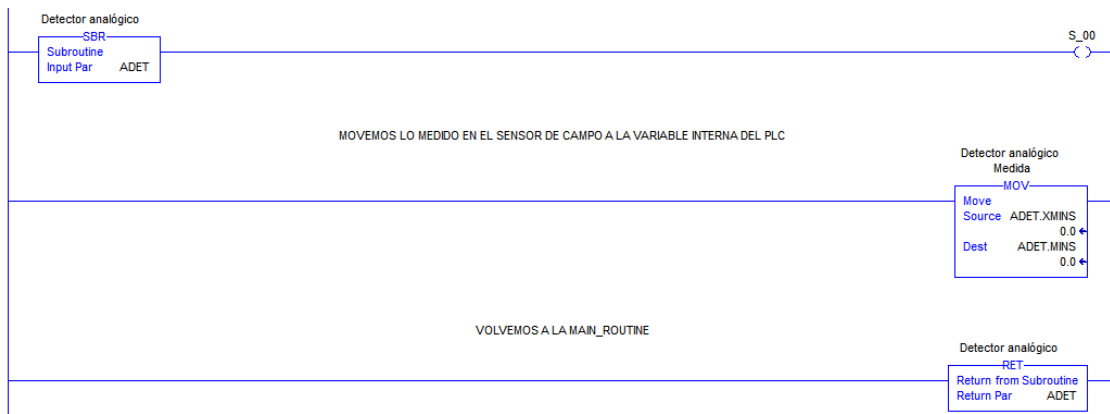 Detector analógico
SBR
Subroutine
Input Par ADET
S_00
MOVEMOS LO MEDIDO EN EL SENSOR DE CAMPO A LA VARIABLE INTERNA DEL PLC
Detector analógico
Medida
MOV
Move
Source ADET.XMINS
0.0
Dest ADET.MINS
0.0
VOLVEMOS A LA MAIN_ROUTINE
Detector analógico
RET
Return from Subroutine
Return Par ADET